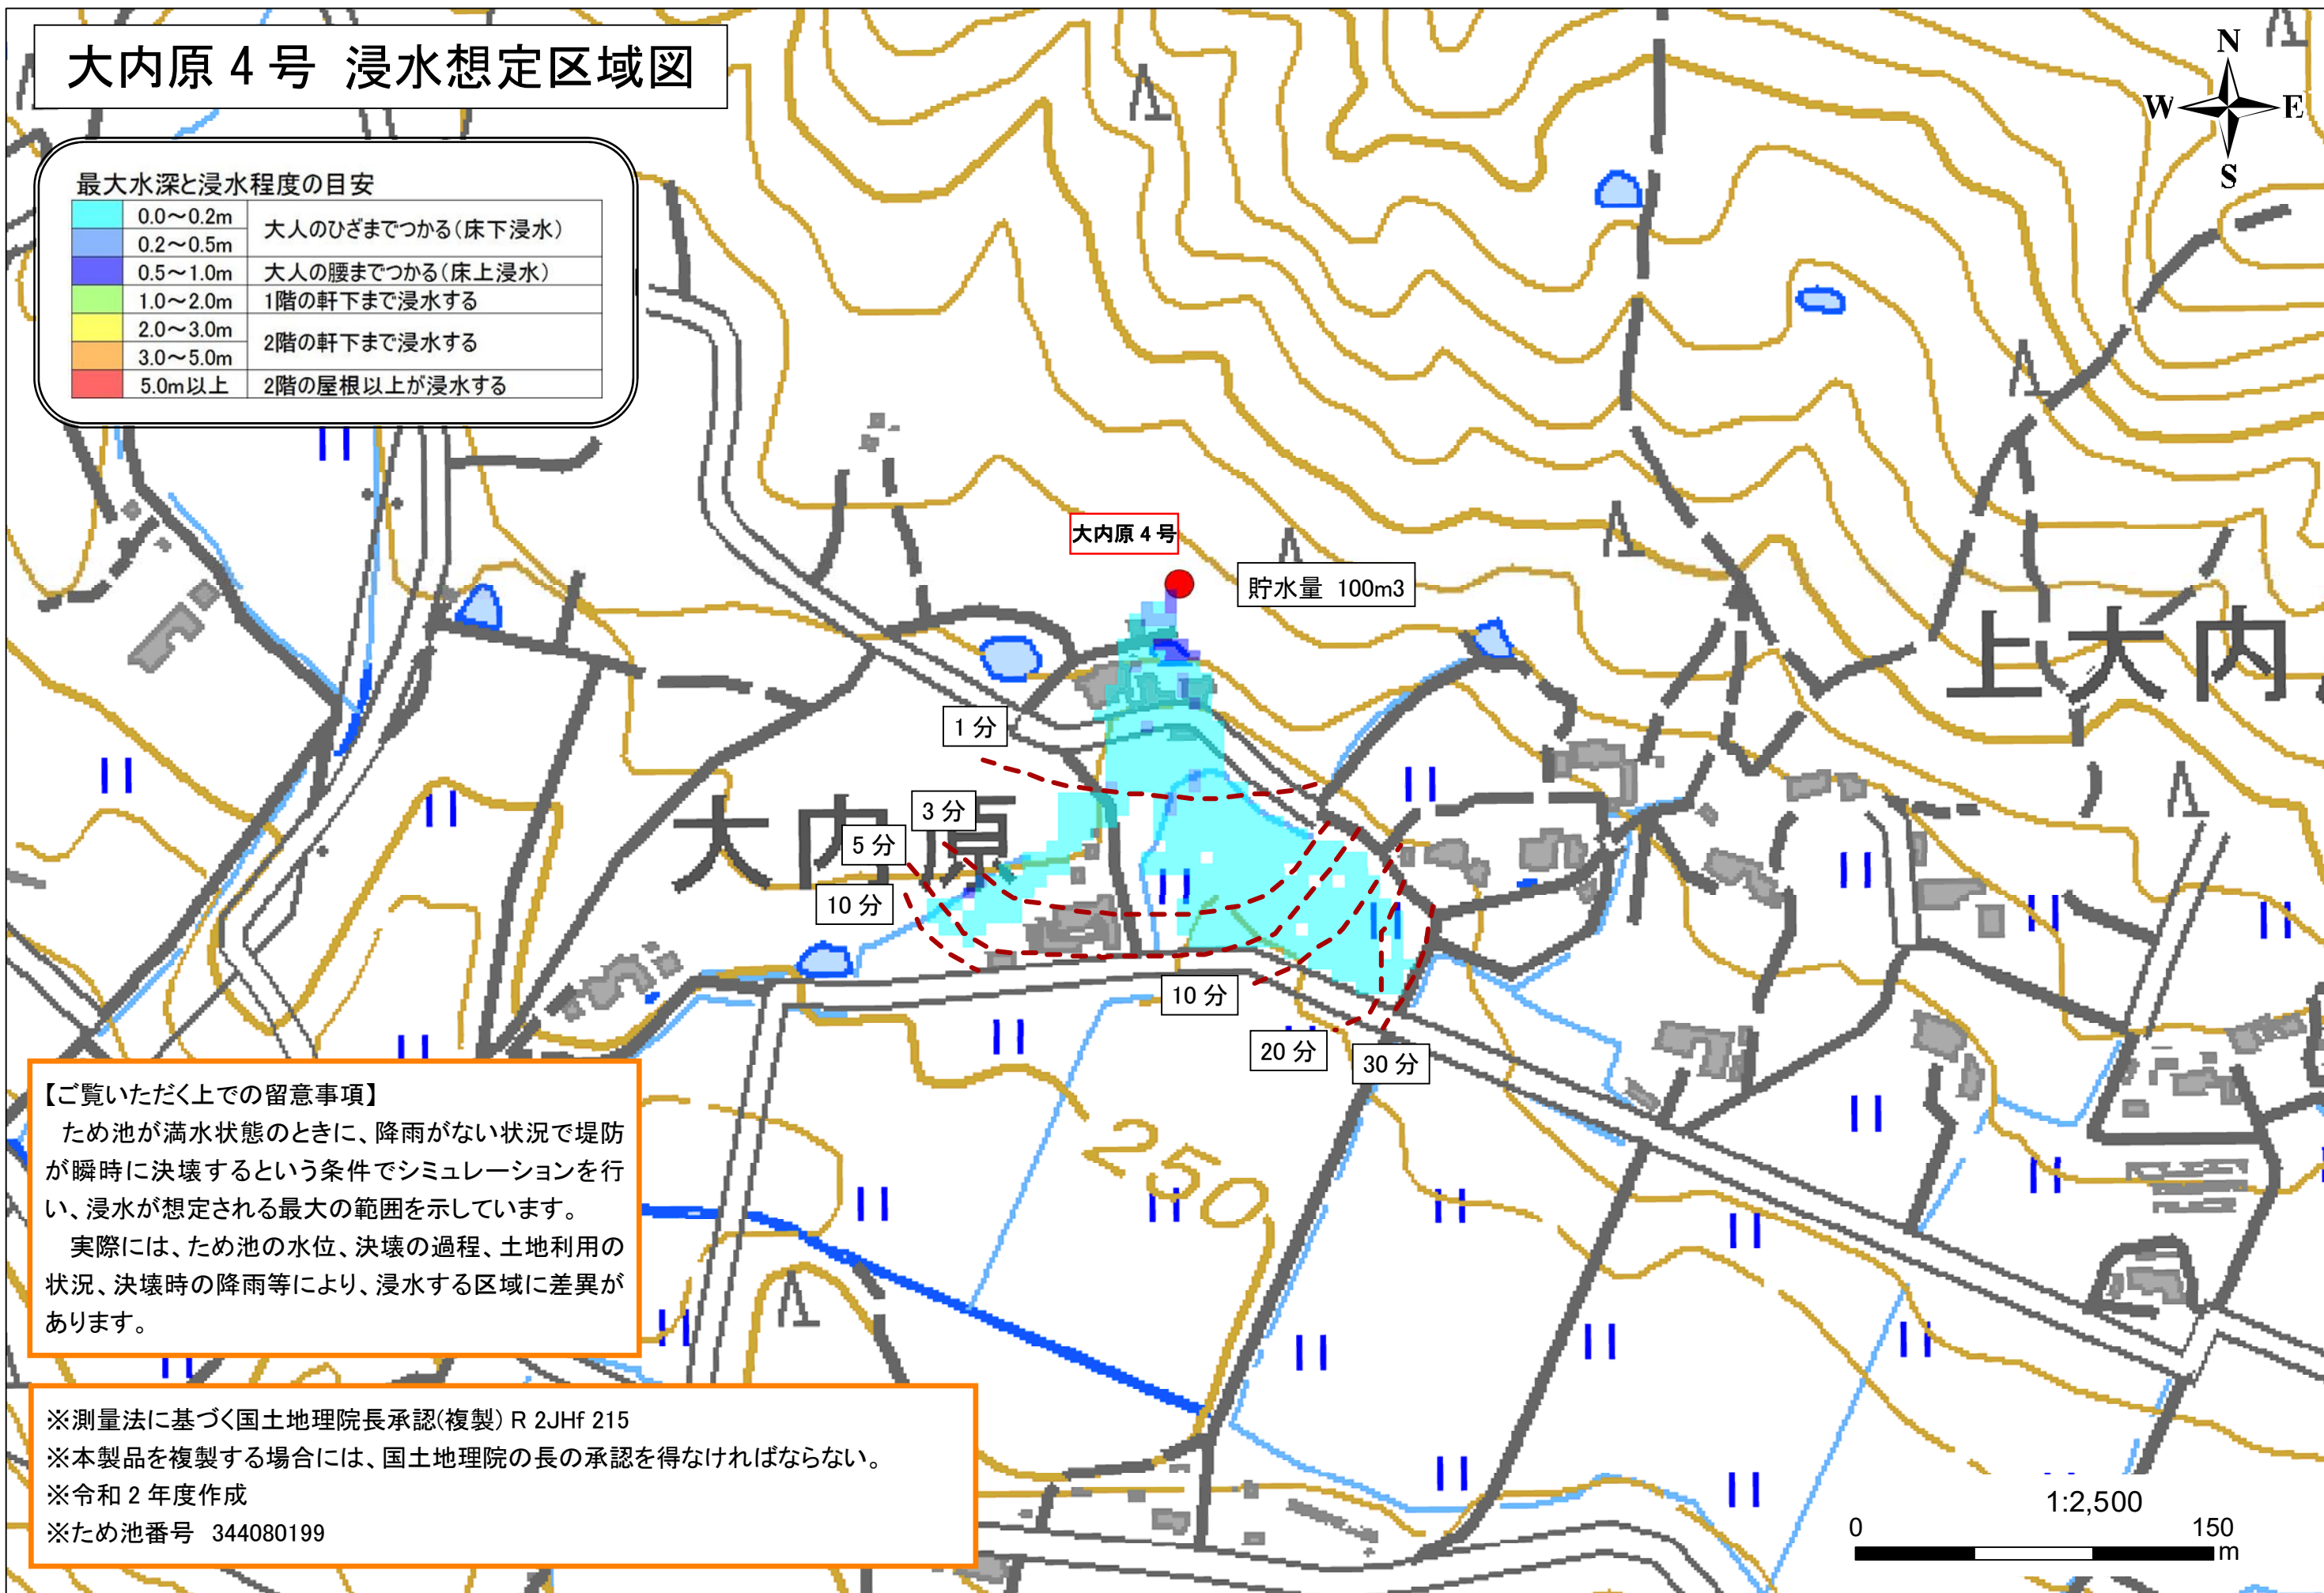 大内原４号 浸水想定区域図
N
W E
S
最大水深と浸水程度の目安
0.0～0.2m
大人のひざまでつかる（床下浸水）
0.2～0.5m
0.5～1.0m 大人の腰までつかる（床上浸水）
1.0～2.0m 1階の軒下まで浸水する
2.0～3.0m
2階の軒下まで浸水する
3.0～5.0m
5.0m以上 2階の屋根以上が浸水する
大内原４号
貯水量 100m3
上大内
1 分
大内原
3 分
5 分
10 分
10 分
20 分
30 分
250
【ご覧いただく上での留意事項】
ため池が満水状態のときに、降雨がない状況で堤防
が瞬時に決壊するという条件でシミュレーションを行
い、浸水が想定される最大の範囲を示しています。
実際には、ため池の水位、決壊の過程、土地利用の
状況、決壊時の降雨等により、浸水する区域に差異が
あります。
※測量法に基づく国土地理院長承認(複製) R 2JHf 215
※本製品を複製する場合には、国土地理院の長の承認を得なければならない。
※令和 2 年度作成
※ため池番号 344080199
1:2,500
0 150
m